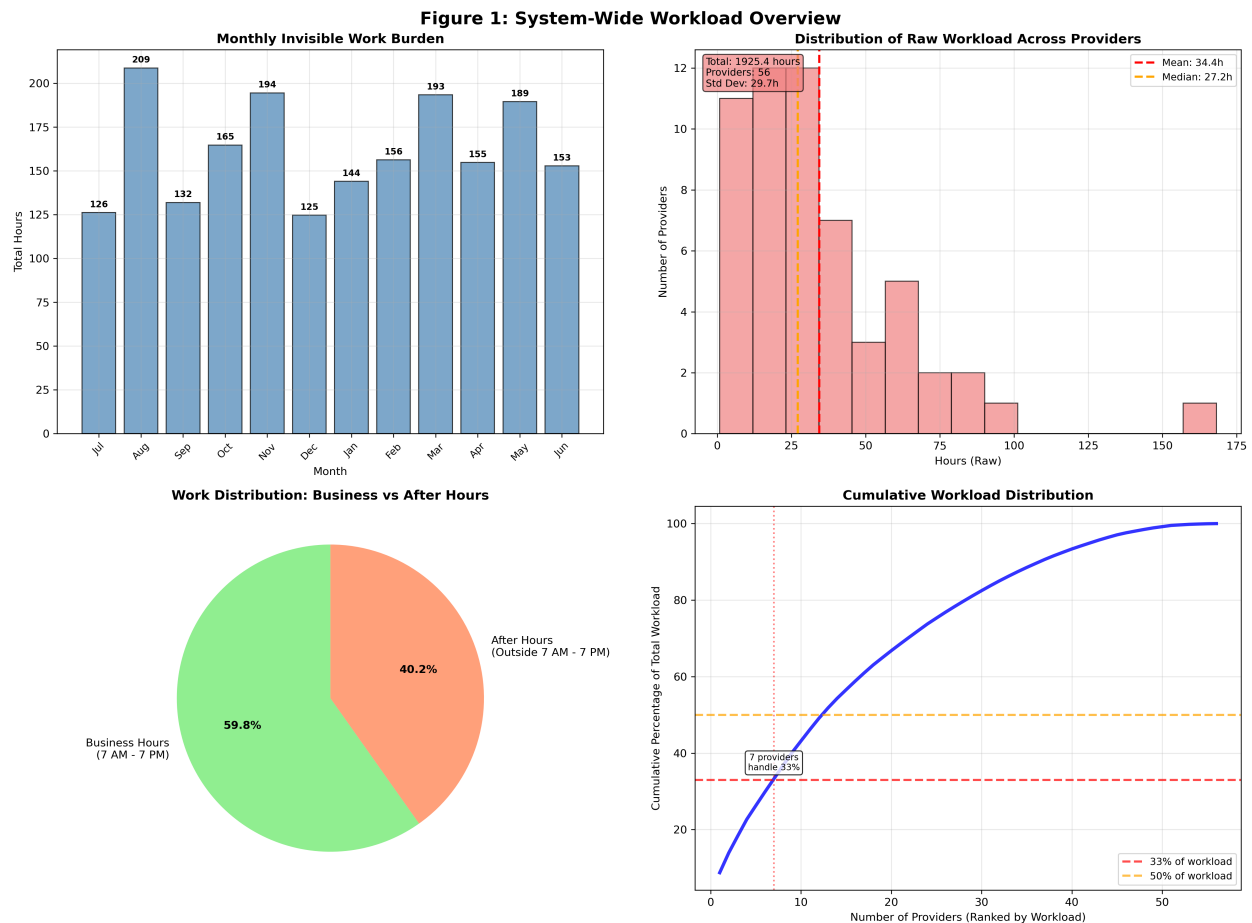 Figure 1: System-Wide Workload Overview
Monthly Invisible Work Burden
Total Hours
200
175
150
125
100
75
50
25
0
126
209
132
165
194
125
144
156
193
155
189
153
Jul
Aug
Sep
Oct
Nov
Dec
Jan
Feb
Mar
Apr
May
Jun
Month
Distribution of Raw Workload Across Providers
Number of Providers
12
10
8
6
4
2
0
Total: 1925.4 hours
Providers: 56
Std Dev: 29.7h
Mean: 34.4h
Median: 27.2h
0
25
50
75
100
125
150
175
Hours (Raw)
Work Distribution: Business vs After Hours
After Hours
(Outside 7 AM - 7 PM)
40.2%
59.8%
Business Hours
(7 AM - 7 PM)
Cumulative Workload Distribution
Cumulative Percentage of Total Workload
100
80
60
40
20
7 providers
handle 33%
33% of workload
50% of workload
0
10
20
30
40
50
Number of Providers (Ranked by Workload)